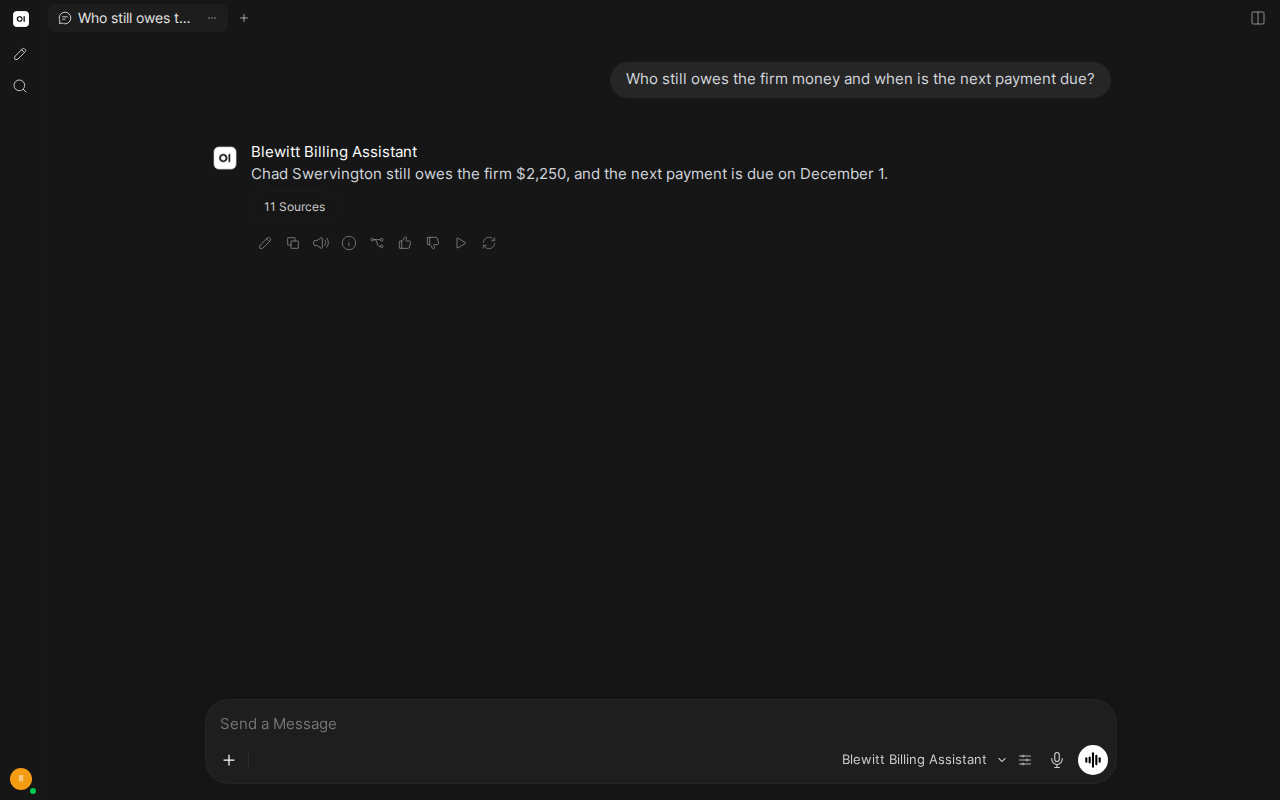 OI
Who still owes t...
Who still owes the firm money and when is the next payment due?
OI
Blewitt Billing Assistant
Chad Swervington still owes the firm $2,250, and the next payment is due on December 1.
11 Sources
Send a Message
Blewitt Billing Assistant